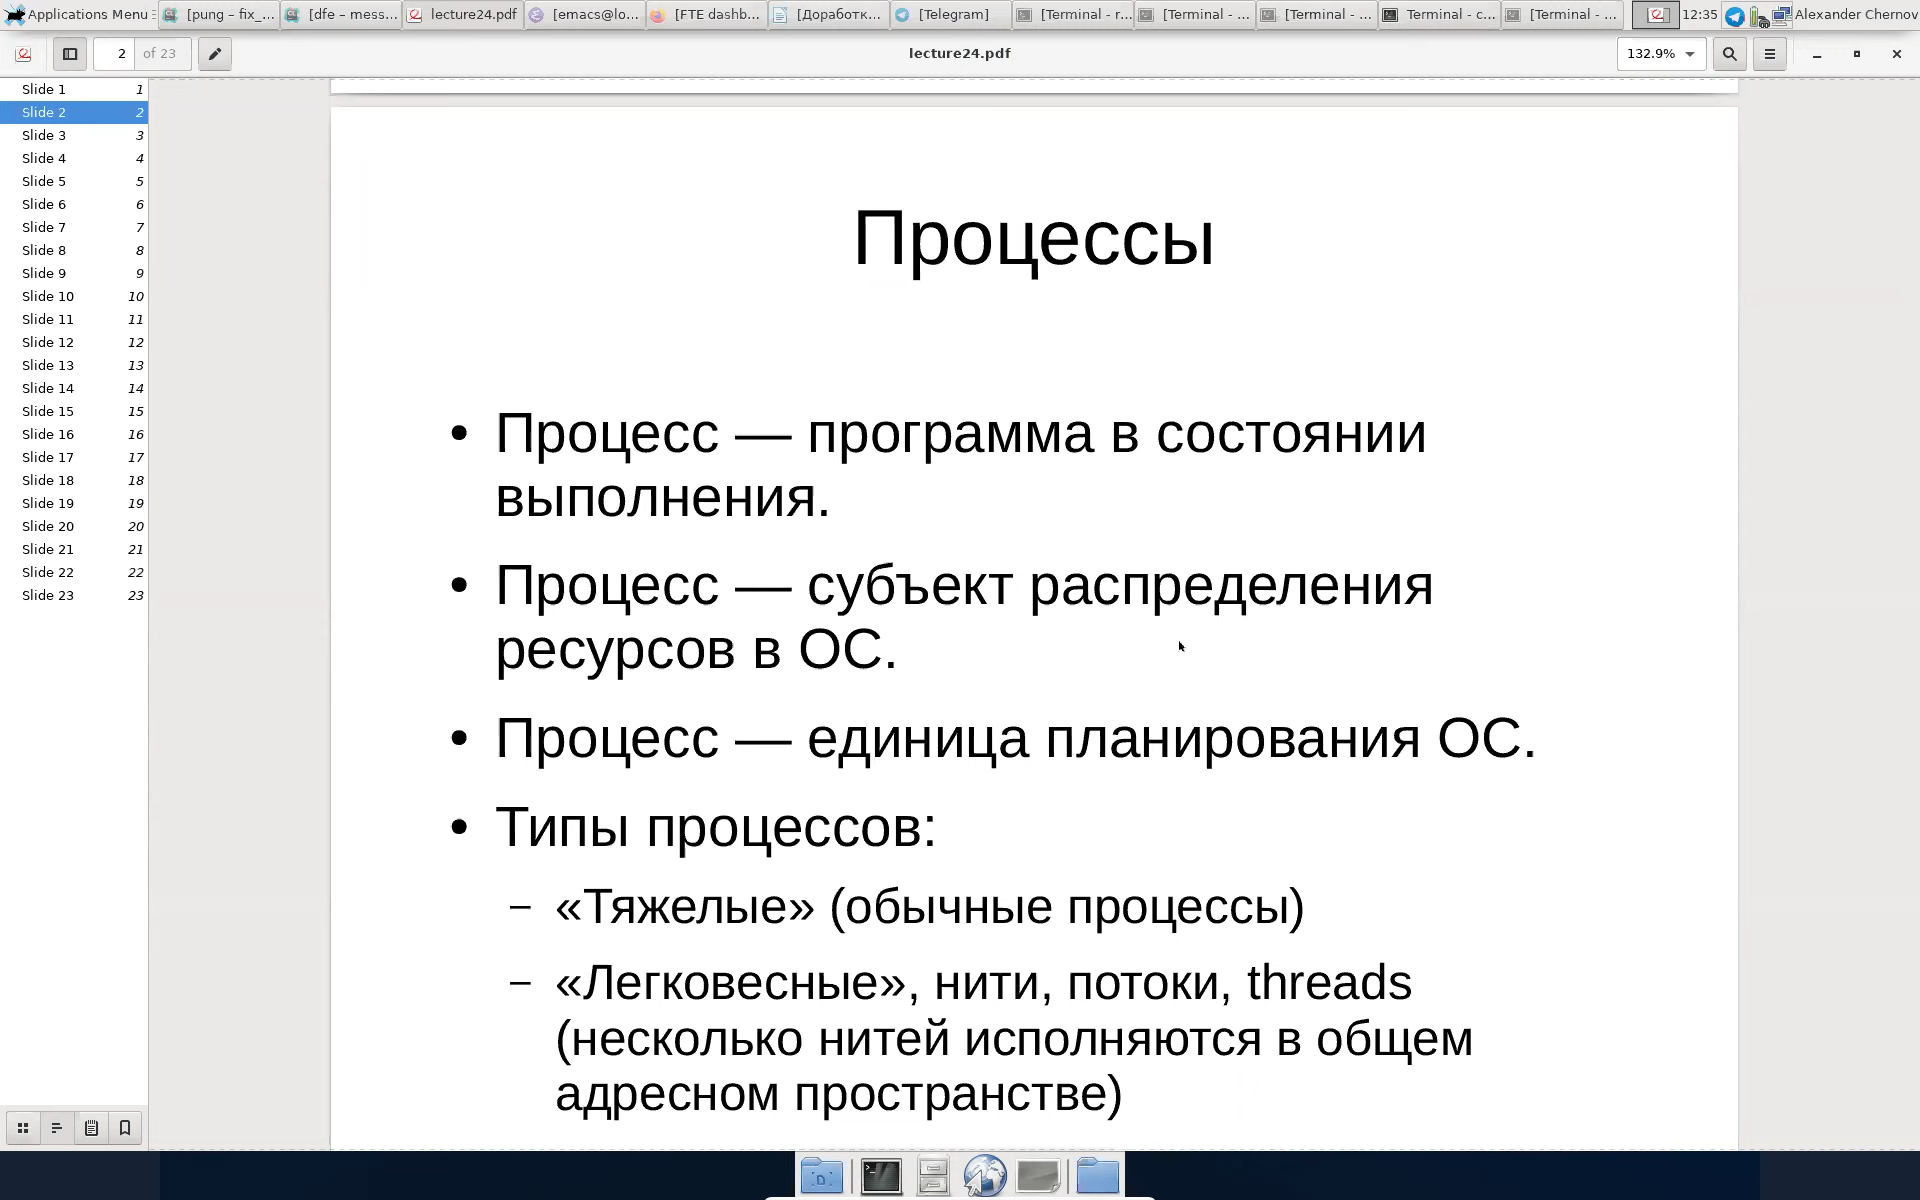 Applications Menu
[pung – fix_...
[dfe – mess...
lecture24.pdf
[emacs@lo...
[FTE dashb...
[Доработк...
[Telegram]
[Terminal - r...
[Terminal - ...
[Terminal - ...
Terminal - c...
[Terminal - ...
12:35
Alexander Chernov
2 of 23
lecture24.pdf
132.9%
Slide 1 1
Slide 2 2
Slide 3 3
Slide 4 4
Slide 5 5
Slide 6 6
Slide 7 7
Slide 8 8
Slide 9 9
Slide 10 10
Slide 11 11
Slide 12 12
Slide 13 13
Slide 14 14
Slide 15 15
Slide 16 16
Slide 17 17
Slide 18 18
Slide 19 19
Slide 20 20
Slide 21 21
Slide 22 22
Slide 23 23
Процессы
• Процесс — программа в состоянии
выполнения.
• Процесс — субъект распределения
ресурсов в ОС.
• Процесс — единица планирования ОС.
• Типы процессов:
– «Тяжелые» (обычные процессы)
– «Легковесные», нити, потоки, threads
(несколько нитей исполняются в общем
адресном пространстве)